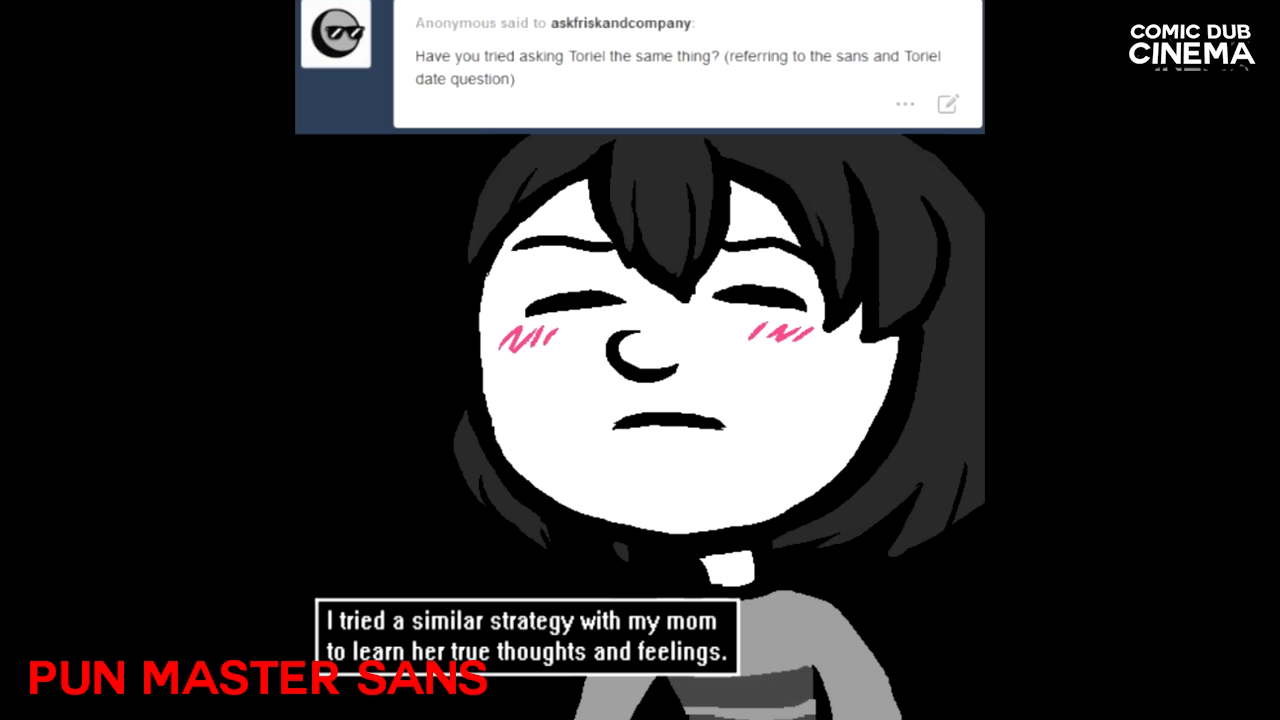 Anonymous said to askfriskandcompany:
Have you tried asking Toriel the same thing? (referring to the sans and Toriel
date question)
COMIC DUB
CINEMA
I tried a similar strategy with my mom
to learn her true thoughts and feelings.
PUN MASTER SANS